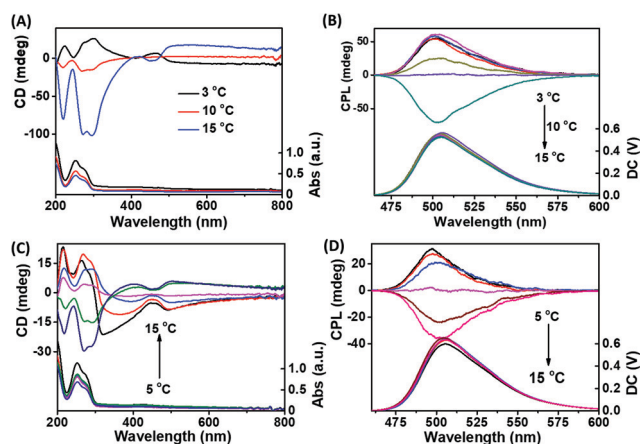 (A)
CD (mdeg)
0
-50
-100
3 °C
10 °C
15 °C
1.0
0.5
0.0
Abs (a.u.)
200 400 600 800
Wavelength (nm)
(B)
CPL (mdeg)
50
0
-50
3 °C
10 °C
15 °C
0.6
0.4
0.2
0.0
DC (V)
475 500 525 550 575 600
Wavelength (nm)
(C)
CD (mdeg)
15
0
-15
-30
15 °C
5 °C
1.0
0.5
0
Abs (a.u.)
200 300 400 500 600 700 800
Wavelength (nm)
(D)
CPL (mdeg)
20
0
-20
-40
5 °C
15 °C
0.6
0.4
0.2
0.0
DC (V)
475 500 525 550 575 600
Wavelength (nm)